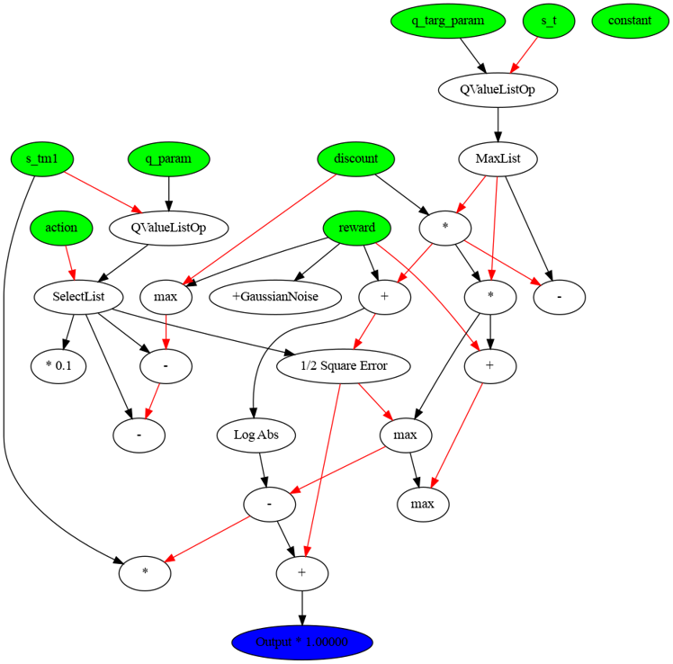 q_targ_param
s_t
constant
QValueListOp
s_tm1
q_param
discount
MaxList
action
QValueListOp
reward
*
SelectList
max
+GaussianNoise
+
*
-
* 0.1
-
1/2 Square Error
+
-
Log Abs
max
-
max
*
+
Output * 1.00000